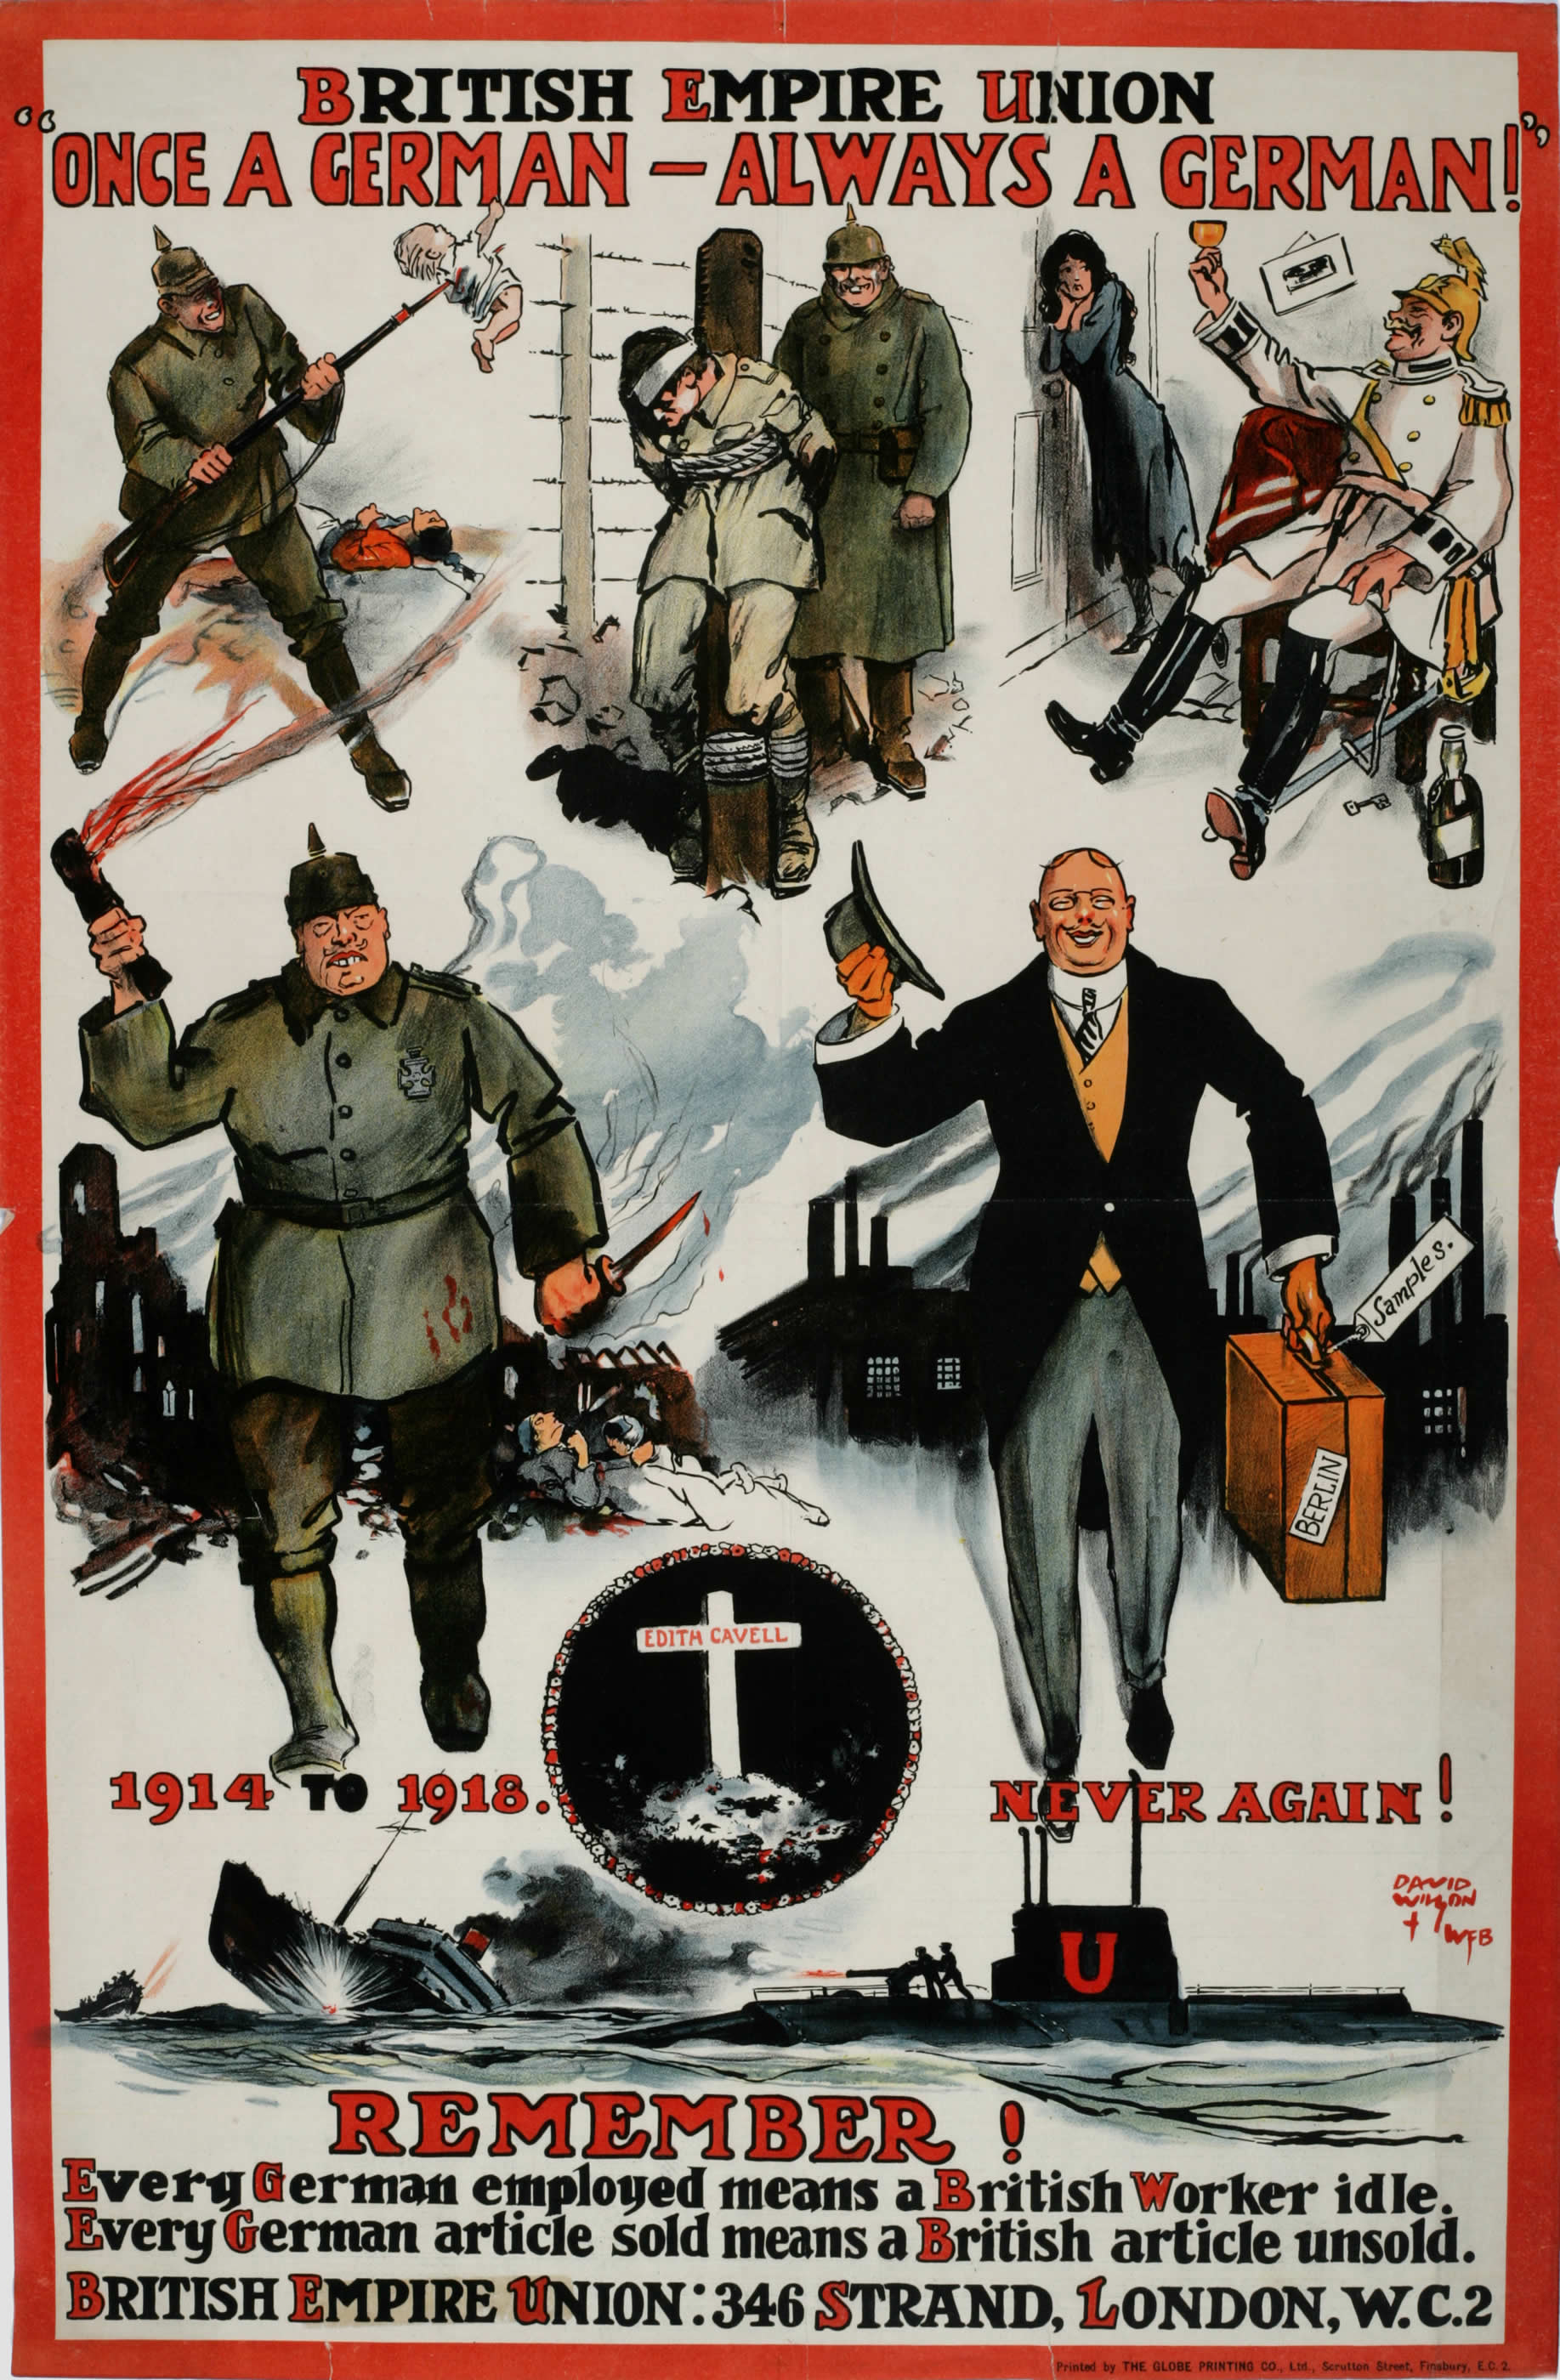 BRITISH EMPIRE UNION
"ONCE A GERMAN — ALWAYS A GERMAN!"
Samples.
BERLIN
EDITH CAVELL
1914 TO 1918.
NEVER AGAIN!
DAVID
WILSON
+ WFB
U
REMEMBER!
Every German employed means a British Worker idle.
Every German article sold means a British article unsold.
BRITISH EMPIRE UNION: 346 STRAND, LONDON, W.C.2
Printed by THE GLOBE PRINTING CO., Ltd., Scrutton Street, Finsbury, E.C.2.